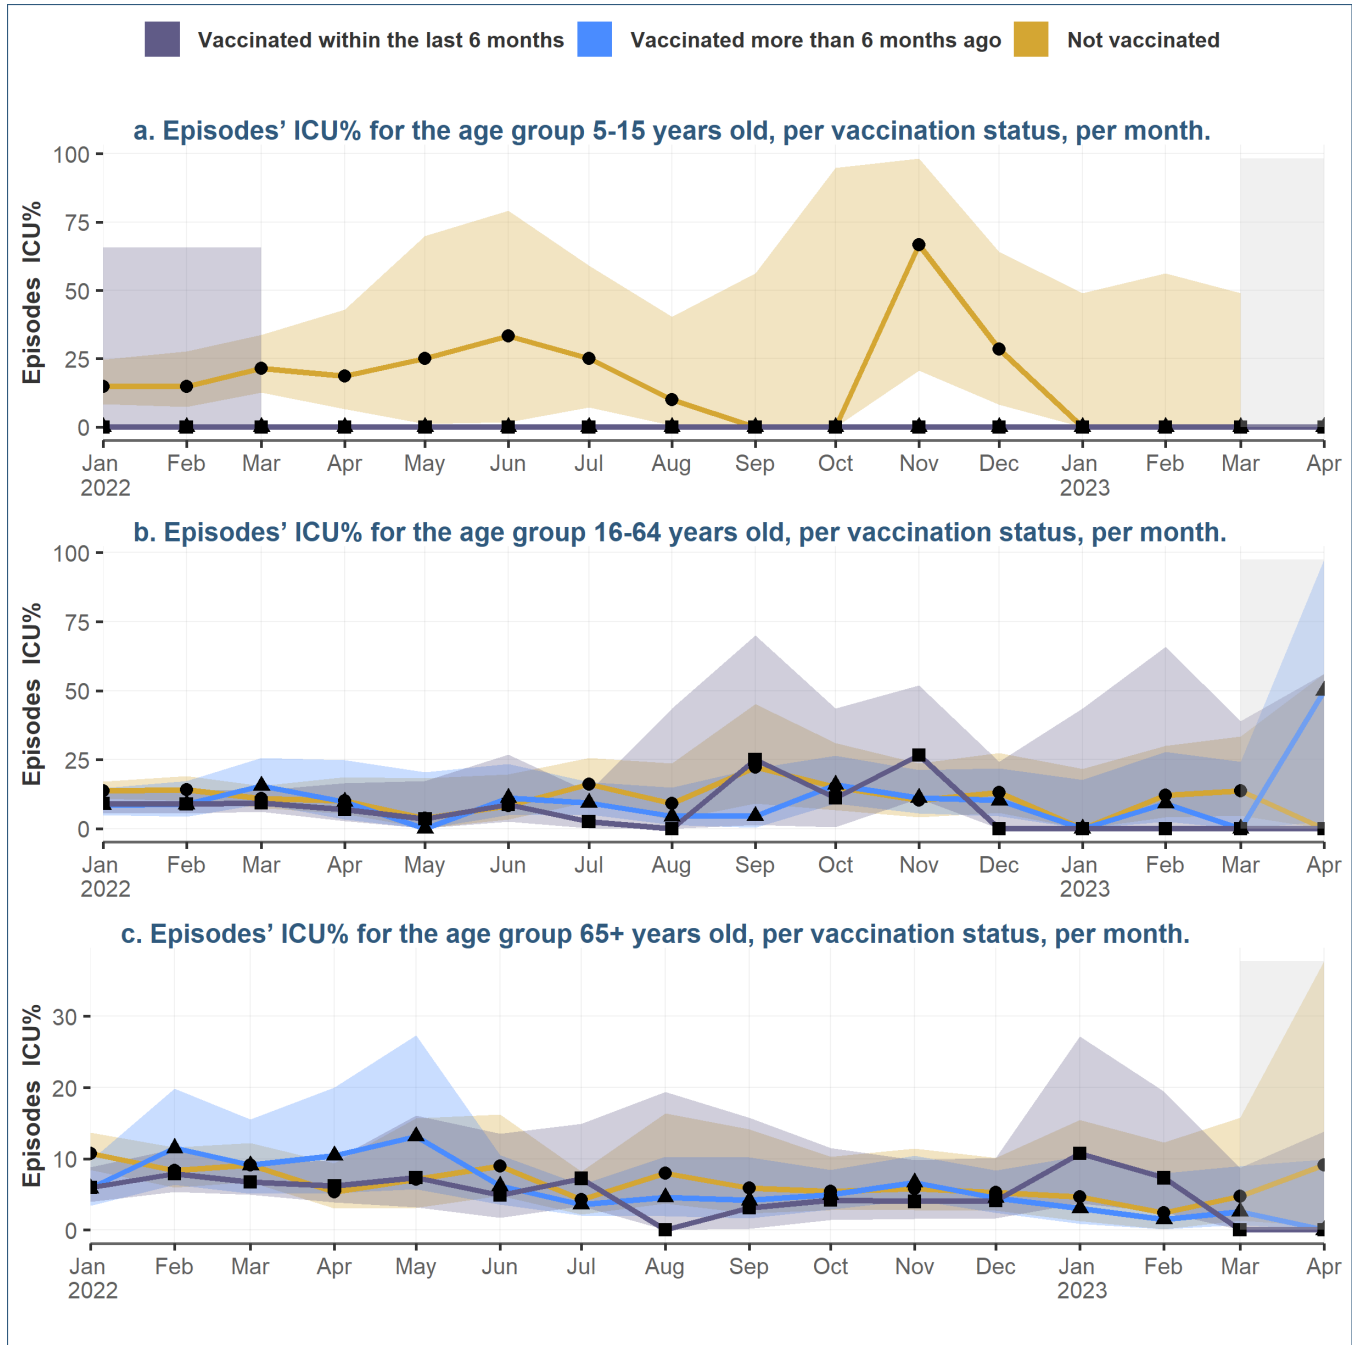 Vaccinated within the last 6 months Vaccinated more than 6 months ago Not vaccinated
a. Episodes’ ICU% for the age group 5-15 years old, per vaccination status, per month.
Episodes ICU%
100
75
50
25
0
Jan Feb Mar Apr May Jun Jul Aug Sep Oct Nov Dec Jan Feb Mar Apr
2022 2023
b. Episodes’ ICU% for the age group 16-64 years old, per vaccination status, per month.
Episodes ICU%
100
75
50
25
0
Jan Feb Mar Apr May Jun Jul Aug Sep Oct Nov Dec Jan Feb Mar Apr
2022 2023
c. Episodes’ ICU% for the age group 65+ years old, per vaccination status, per month.
Episodes ICU%
30
20
10
0
Jan Feb Mar Apr May Jun Jul Aug Sep Oct Nov Dec Jan Feb Mar Apr
2022 2023